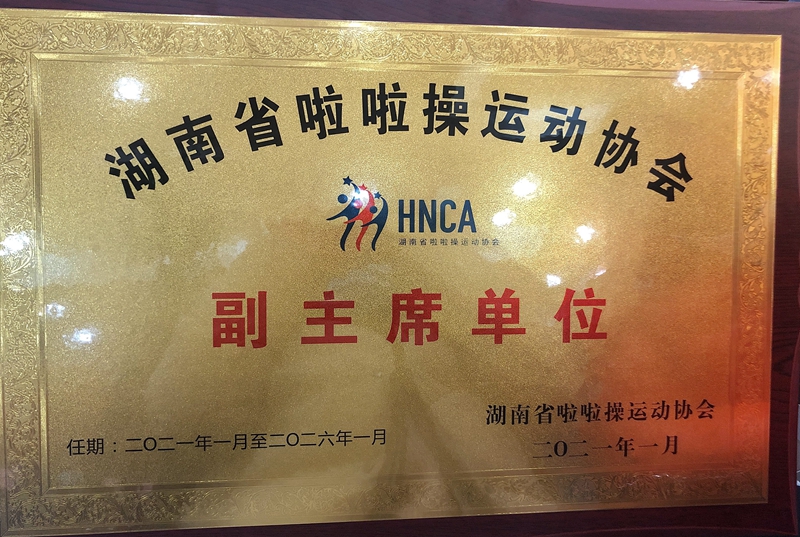 湖南省啦啦操运动协会
HNCA
湖南省啦啦操运动协会
副主席单位
任期：二〇二一年一月至二〇二六年一月
湖南省啦啦操运动协会
二〇二一年一月